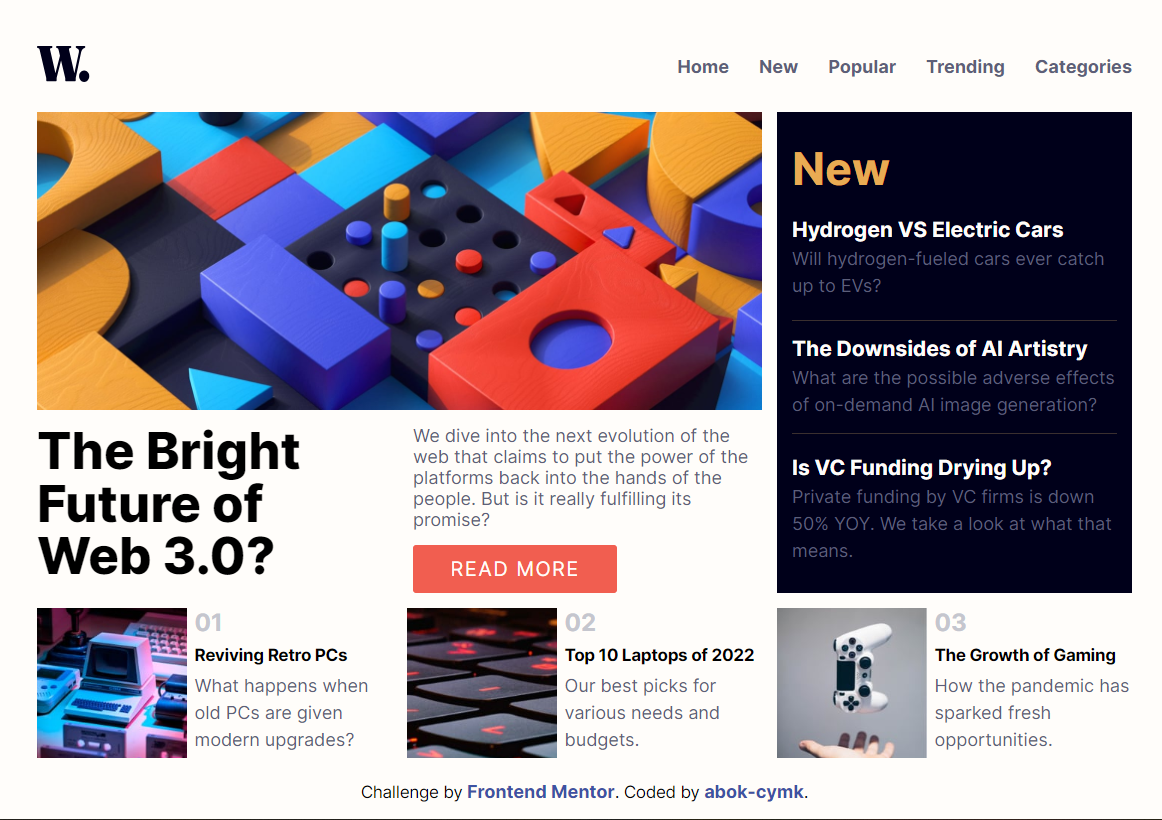 W.
Home New Popular Trending Categories
New
Hydrogen VS Electric Cars
Will hydrogen-fueled cars ever catch
up to EVs?
The Downsides of AI Artistry
What are the possible adverse effects
of on-demand AI image generation?
Is VC Funding Drying Up?
Private funding by VC firms is down
50% YOY. We take a look at what that
means.
The Bright
Future of
Web 3.0?
We dive into the next evolution of the
web that claims to put the power of the
platforms back into the hands of the
people. But is it really fulfilling its
promise?
READ MORE
01
Reviving Retro PCs
What happens when
old PCs are given
modern upgrades?
02
Top 10 Laptops of 2022
Our best picks for
various needs and
budgets.
03
The Growth of Gaming
How the pandemic has
sparked fresh
opportunities.
Challenge by Frontend Mentor. Coded by abok-cymk.